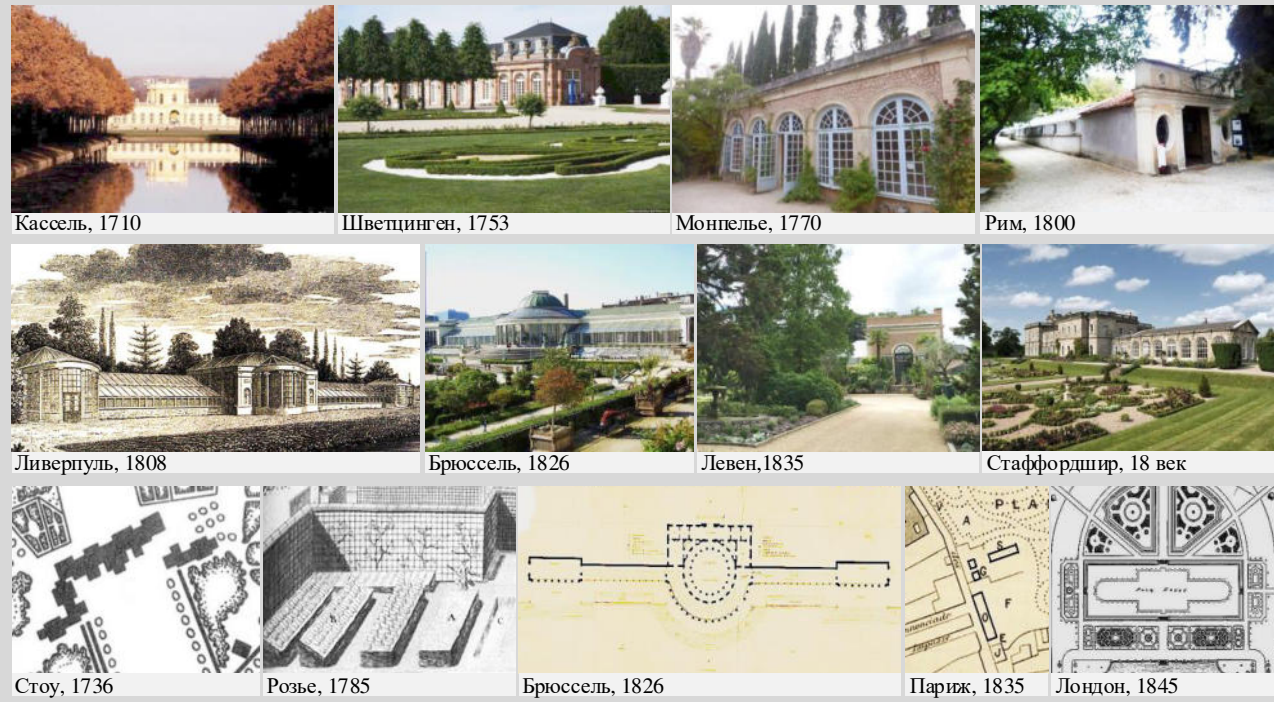 Кассель, 1710
Шветцинген, 1753
Монпелье, 1770
Рим, 1800
Ливерпуль, 1808
Брюссель, 1826
Левен,1835
Стаффордшир, 18 век
Стоу, 1736
Розье, 1785
Брюссель, 1826
Париж, 1835
Лондон, 1845
A
P L A
S
G
F
O
E
J
B
A
C